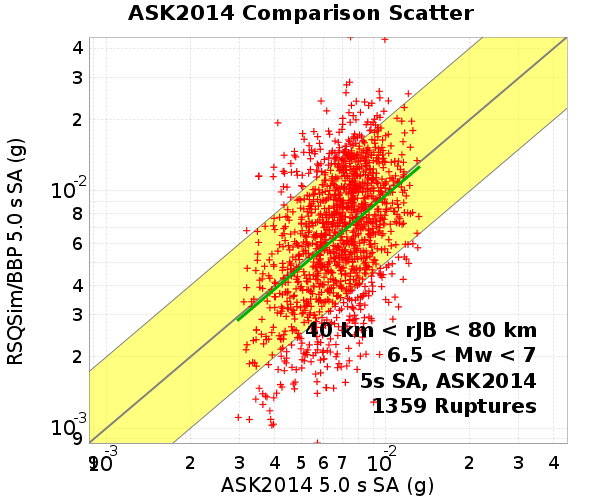 ASK2014 Comparison Scatter
RSQSim/BBP 5.0 s SA (g)
4
3
2
10-2
8
6
4
3
2
10-3
9
40 km < rJB < 80 km
6.5 < Mw < 7
5s SA, ASK2014
1359 Ruptures
9 10-3 2 3 4 5 6 7 10-2 2 3 4
ASK2014 5.0 s SA (g)